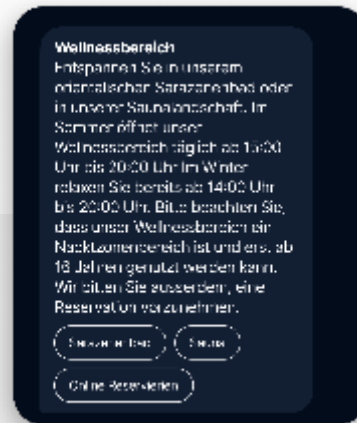 Wellnessbereich
Entspannen Sie in unserem
orientalischen Sarazenenbad oder
in unserer Saunalandschaft. Im
Sommer öffnet unser
Wellnessbereich täglich ab 15:00
Uhr bis 20:00 Uhr. Im Winter
relaxen Sie bereits ab 14:00 Uhr
bis 20:00 Uhr. Bitte beachten Sie,
dass unser Wellnessbereich ein
Nacktzonenbereich ist und erst ab
16 Jahren genutzt werden kann.
Wir bitten Sie ausserdem, eine
Reservation vorzunehmen.
Sarazenenbad
Sauna
Online Reservieren